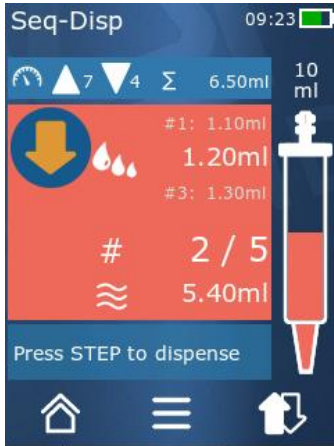 Seq-Disp 09:23
7 4 Σ 6.50ml
10
ml
#1: 1.10ml
1.20ml
#3: 1.30ml
# 2 / 5
5.40ml
Press STEP to dispense